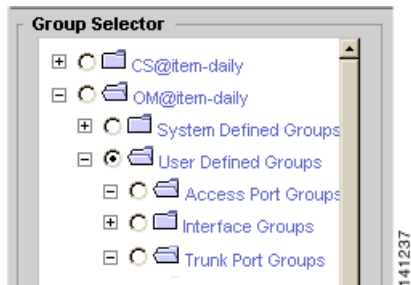 Group Selector
CS@item-daily
OM@item-daily
System Defined Groups
User Defined Groups
Access Port Groups
Interface Groups
Trunk Port Groups
141237